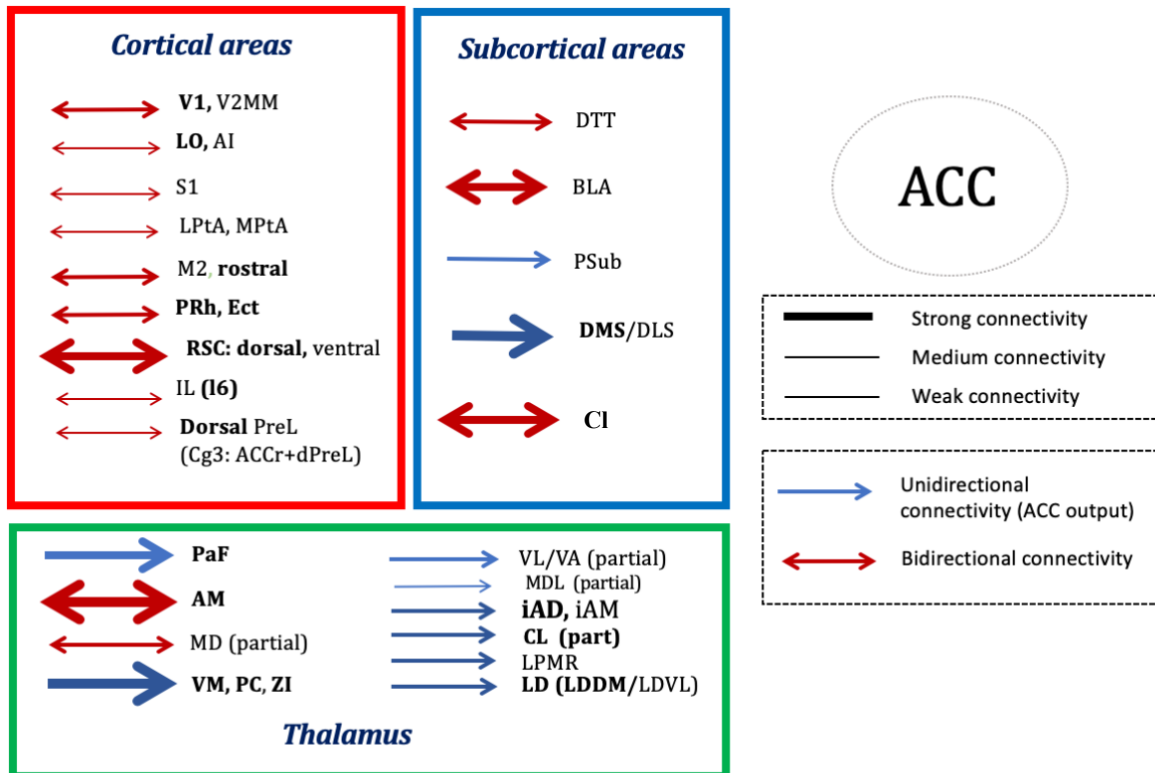 Cortical areas
V1, V2MM
LO, AI
S1
LPtA, MPtA
M2, rostral
PRh, Ect
RSC: dorsal, ventral
IL (l6)
Dorsal PreL
(Cg3: ACCr+dPreL)
Subcortical areas
DTT
BLA
PSub
DMS/DLS
Cl
ACC
Strong connectivity
Medium connectivity
Weak connectivity
Unidirectional
connectivity (ACC output)
Bidirectional connectivity
PaF
AM
MD (partial)
VM, PC, ZI
VL/VA (partial)
MDL (partial)
iAD, iAM
CL (part)
LPMR
LD (LDDM/LDVL)
Thalamus